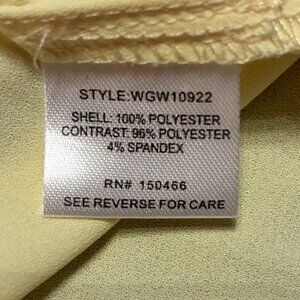 STYLE:WGW10922
SHELL: 100% POLYESTER
CONTRAST: 96% POLYESTER
4% SPANDEX
RN# 150466
SEE REVERSE FOR CARE